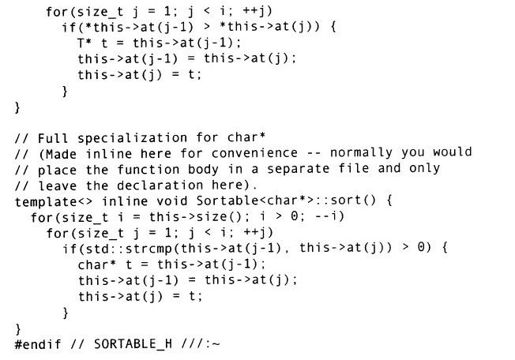 for(size_t j = 1; j < i; ++j)
if(*this->at(j-1) > *this->at(j)) {
T* t = this->at(j-1);
this->at(j-1) = this->at(j);
this->at(j) = t;
}
}
// Full specialization for char*
// (Made inline here for convenience -- normally you would
// place the function body in a separate file and only
// leave the declaration here).
template<> inline void Sortable<char*>::sort() {
for(size_t i = this->size(); i > 0; --i)
for(size_t j = 1; j < i; ++j)
if(std::strcmp(this->at(j-1), this->at(j)) > 0) {
char* t = this->at(j-1);
this->at(j-1) = this->at(j);
this->at(j) = t;
}
}
#endif // SORTABLE_H ///:~